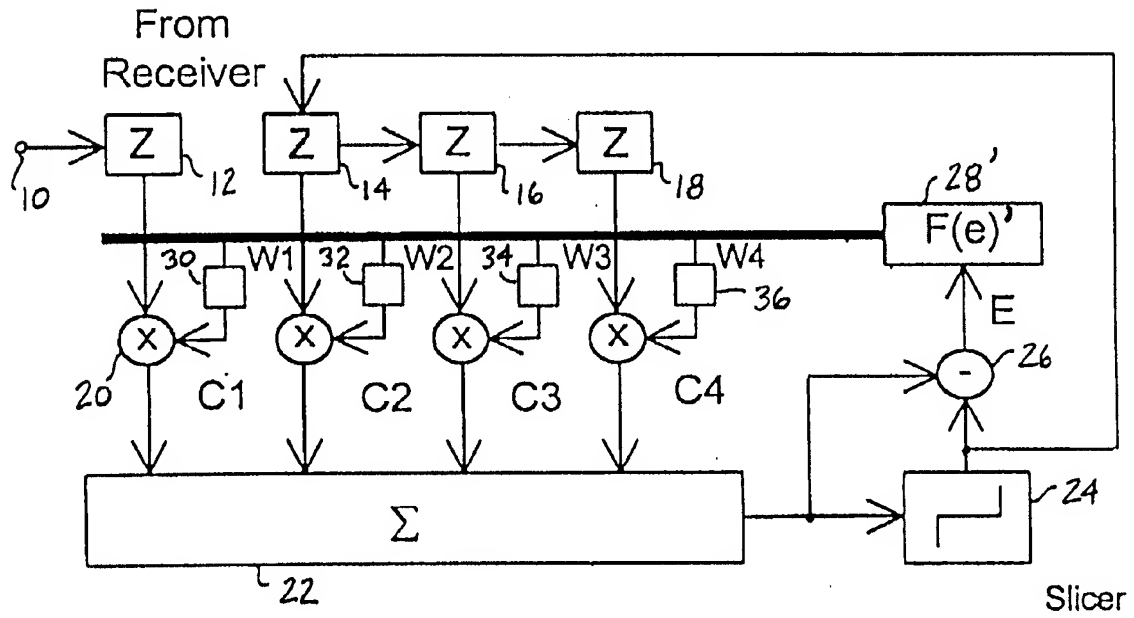 From
Receiver
Z Z Z Z
10 12 14 16 18
28'
F(e)'
30 W1 32 W2 34 W3 W4
36
E
X X X X
- 26
20 C1 C2 C3 C4
24
Σ
22
Slicer